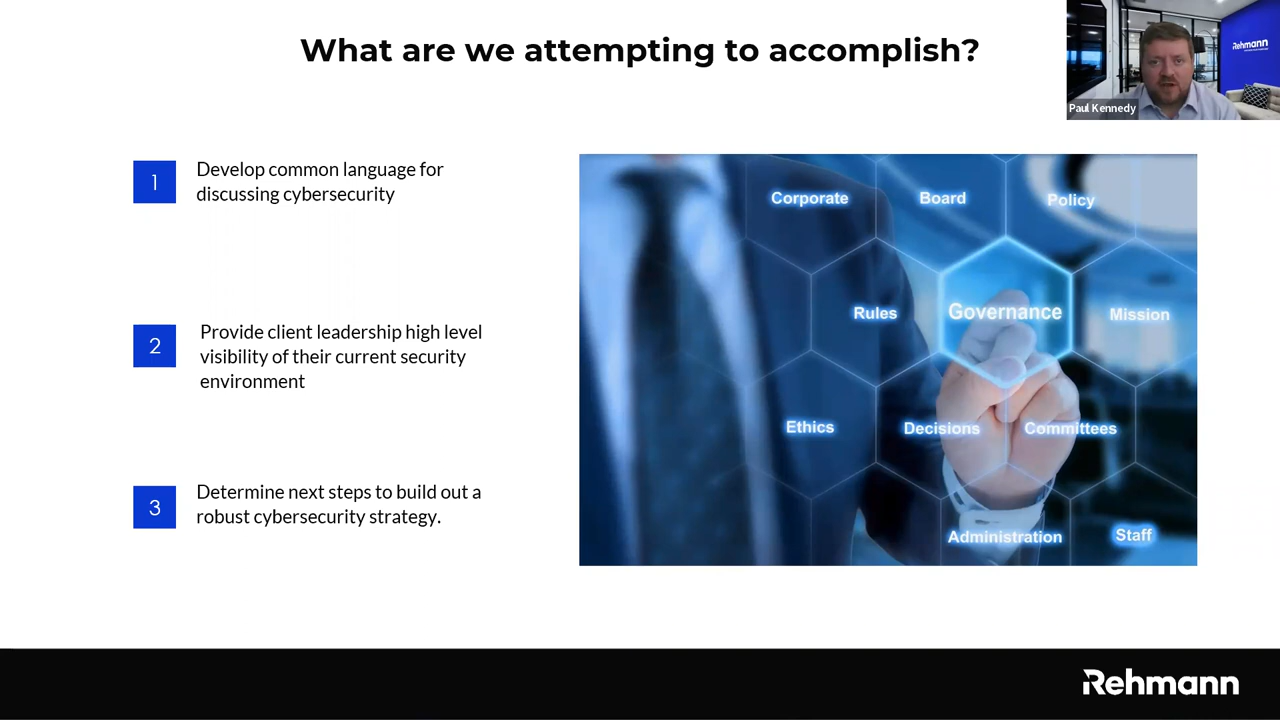 What are we attempting to accomplish?
Rehmann
Paul Kennedy
1
Develop common language for
discussing cybersecurity
2
Provide client leadership high level
visibility of their current security
environment
3
Determine next steps to build out a
robust cybersecurity strategy.
Corporate
Board
Policy
Rules
Governance
Mission
Ethics
Decisions
Committees
Administration
Staff
Rehmann